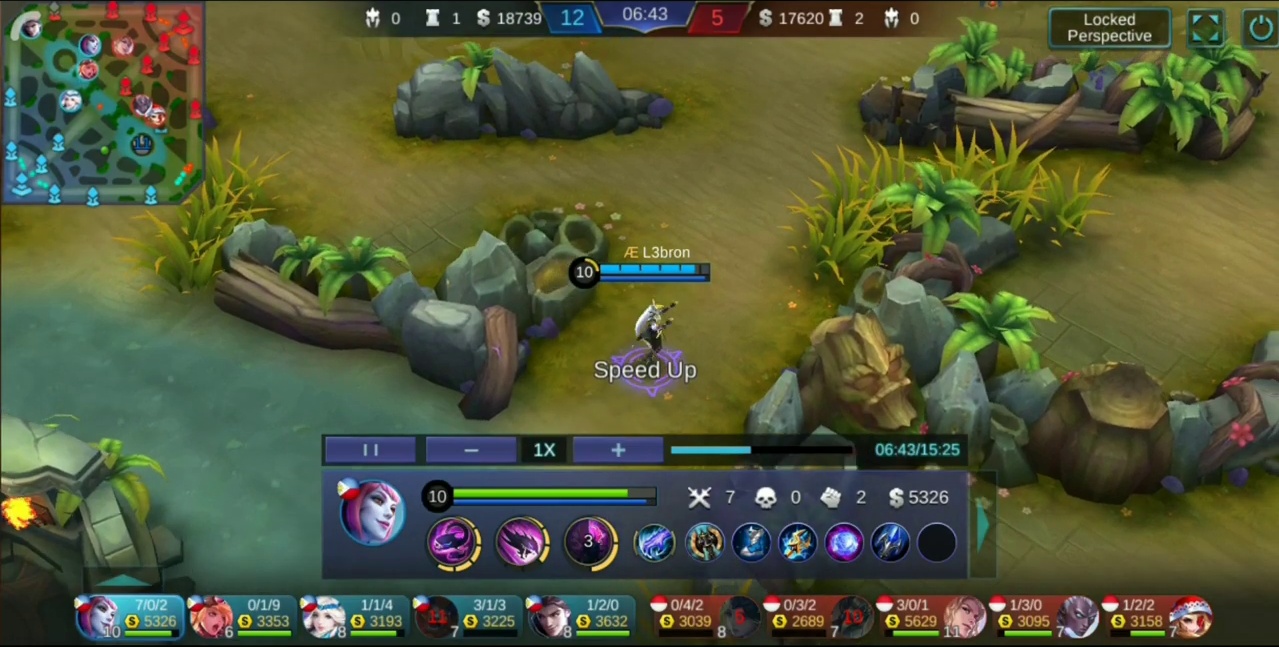 0 1 $ 18739 12 06:43 5 $ 17620 2 0
Locked
Perspective
Æ L3bron
10
Speed Up
1X 06:43/15:25
10 7 0 2 $ 5326
3
7/0/2 0/1/9 1/1/4 3/1/3 1/2/0 0/4/2 0/3/2 3/0/1 1/3/0 1/2/2
5326 3353 3193 3225 3632 3039 2689 5629 3095 3158
10 6 8 11 7 8 8 5 7 10 11 7 7